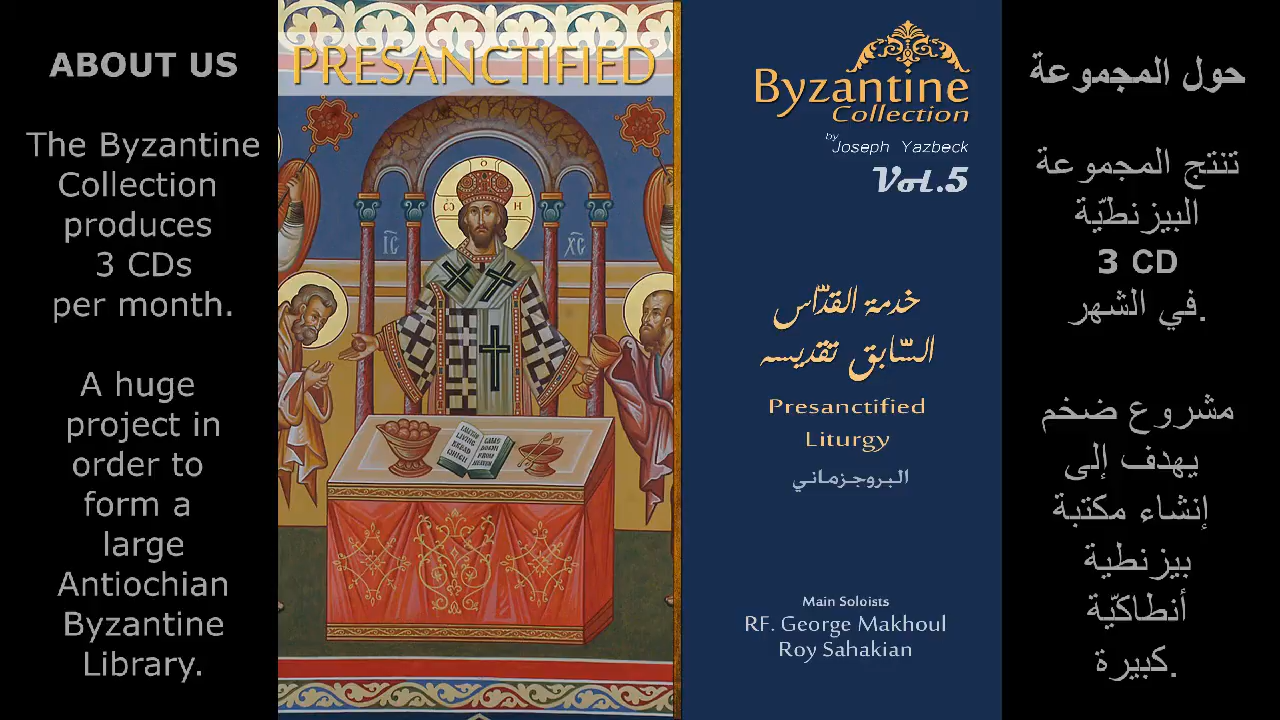 ABOUT US
The Byzantine
Collection
produces
3 CDs
per month.
A huge
project in
order to
form a
large
Antiochian
Byzantine
Library.
PRESANCTIFIED
Ο
Ω Η
IC XC
Byzantine
Collection
by
Joseph Yazbeck
Vol.5
خدمة القدّاس
السّابق تقديسه
Presanctified
Liturgy
البروجزماني
Main Soloists
RF. George Makhoul
Roy Sahakian
حول المجموعة
تنتج المجموعة
البيزنطيّة
3 CD
في الشهر.
مشروع ضخم
يهدف إلى
إنشاء مكتبة
بيزنطية
أنطاكيّة
كبيرة.